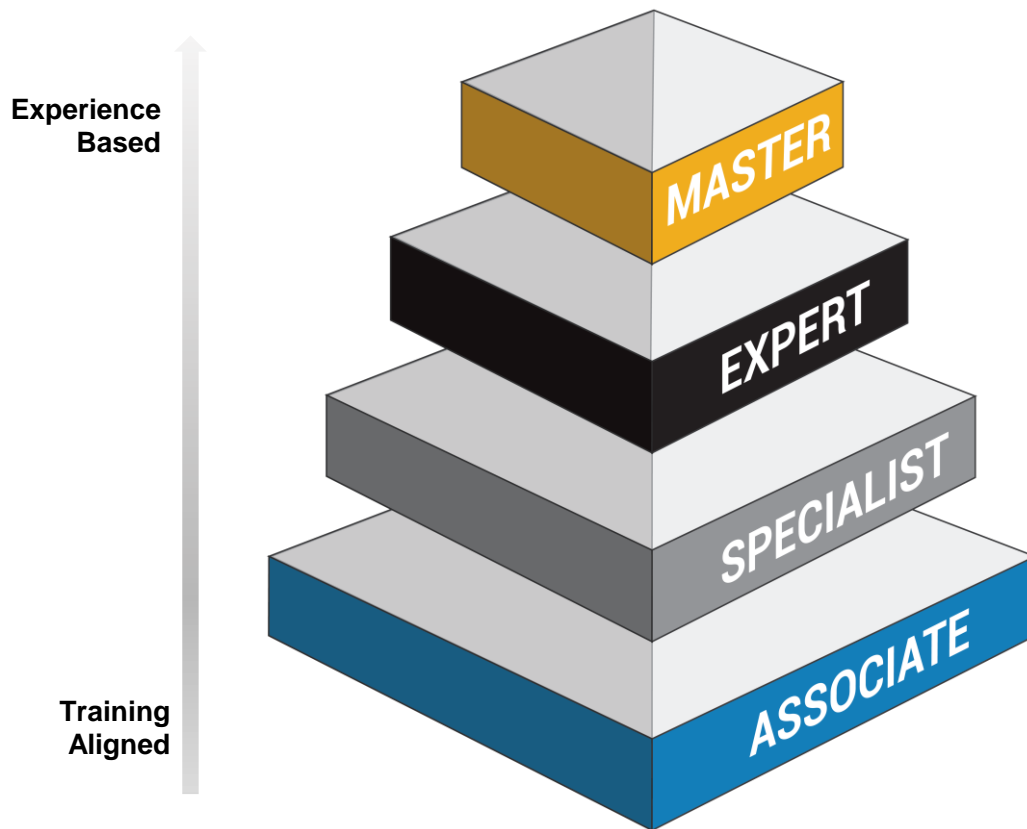 Experience
Based
MASTER
EXPERT
SPECIALIST
ASSOCIATE
Training
Aligned